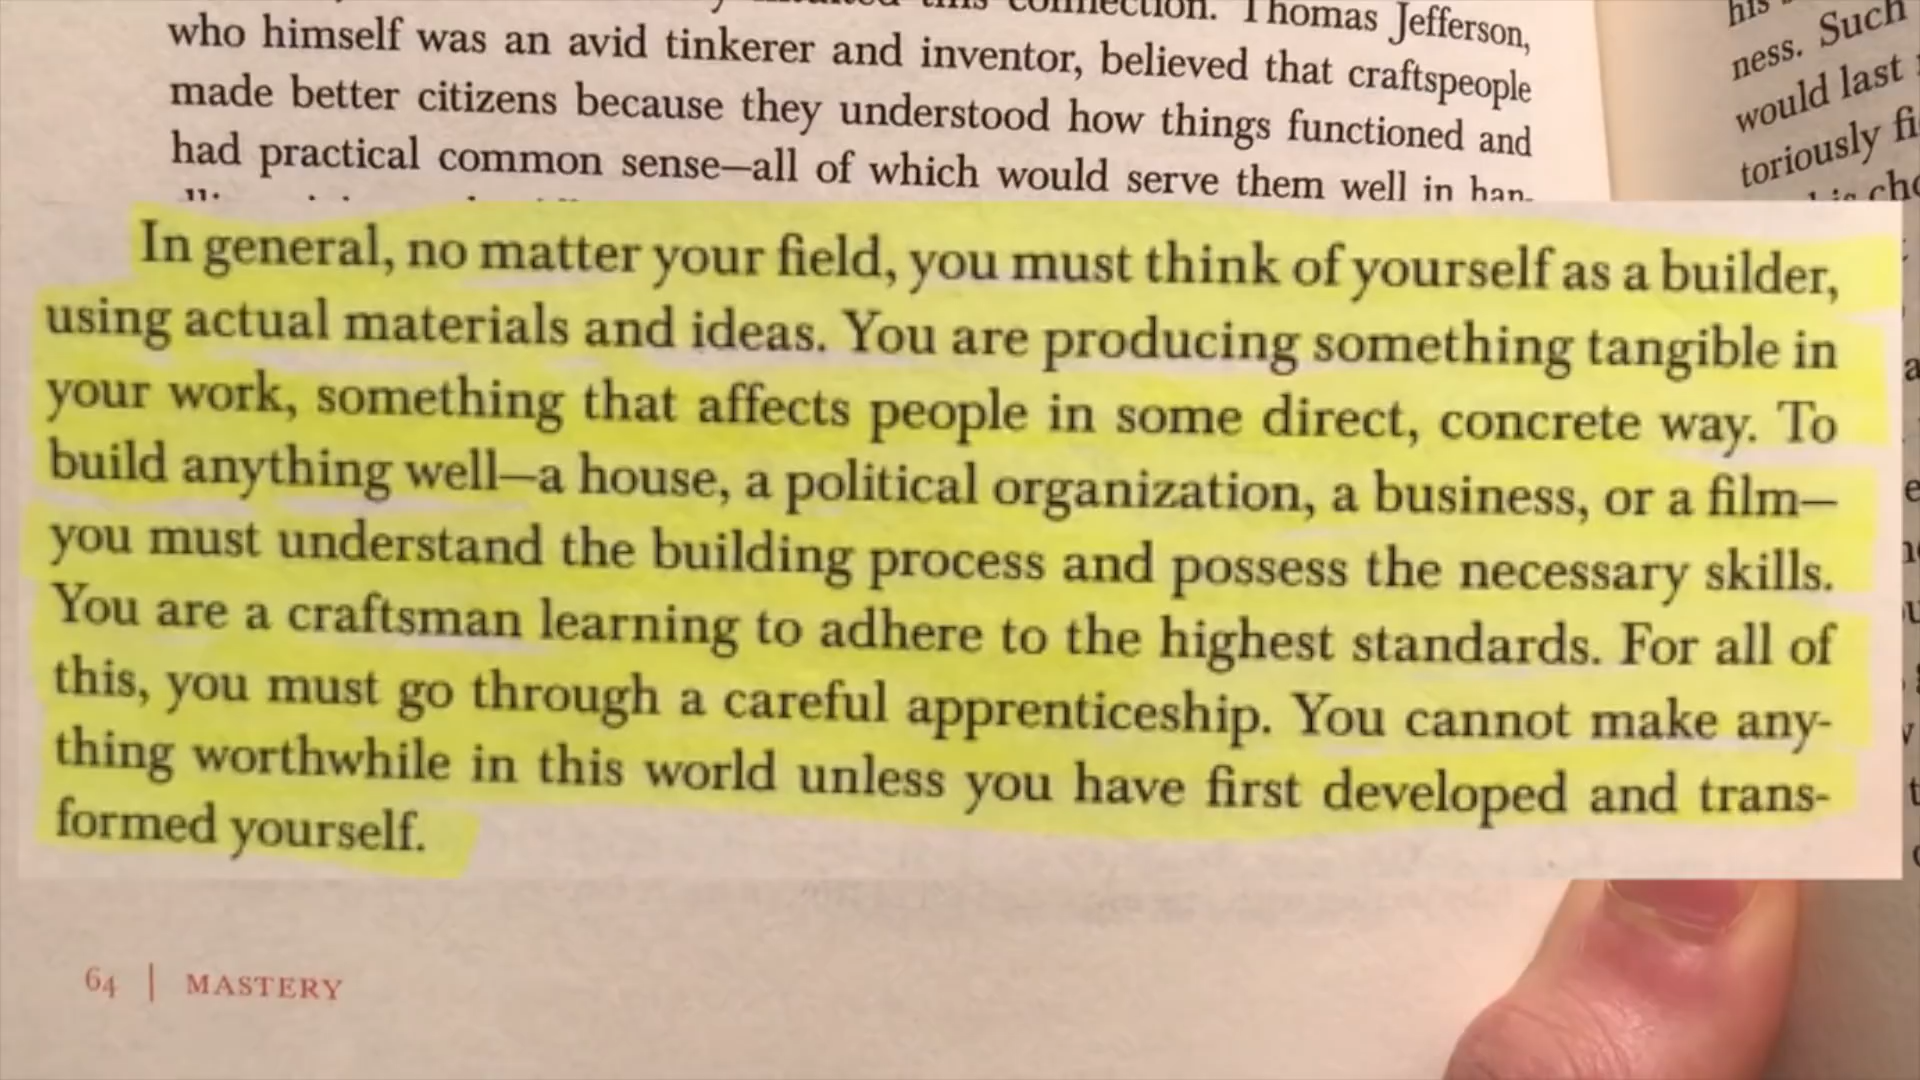 this connection. Thomas Jefferson,
who himself was an avid tinkerer and inventor, believed that craftspeople
made better citizens because they understood how things functioned and
had practical common sense—all of which would serve them well in han-
In general, no matter your field, you must think of yourself as a builder,
using actual materials and ideas. You are producing something tangible in
your work, something that affects people in some direct, concrete way. To
build anything well—a house, a political organization, a business, or a film—
you must understand the building process and possess the necessary skills.
You are a craftsman learning to adhere to the highest standards. For all of
this, you must go through a careful apprenticeship. You cannot make any-
thing worthwhile in this world unless you have first developed and trans-
formed yourself.
64 | MASTERY
his
ness. Such
would last
toriously